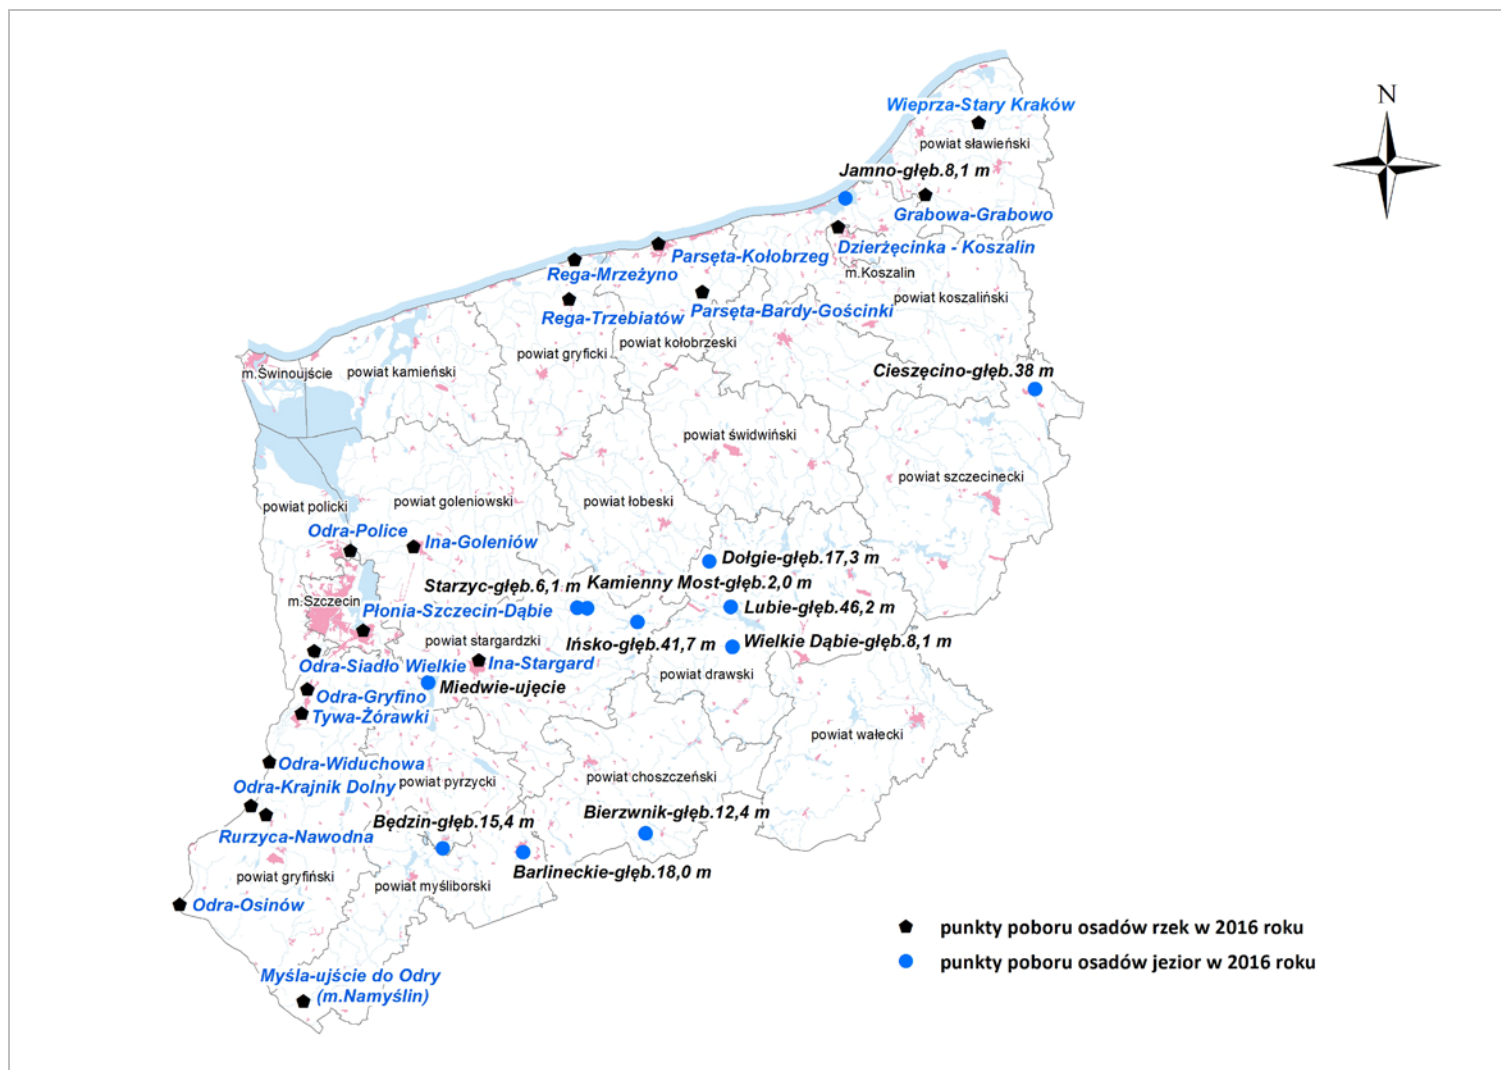 N
Wieprza-Stary Kraków
powiat sławieński
Jamno-głęb.8,1 m
Grabowa-Grabowo
Dzierżęcinka - Koszalin
Parsęta-Kołobrzeg
Rega-Mrzeżyno
m.Koszalin
powiat koszaliński
Parsęta-Bardy-Gościnki
Rega-Trzebiatów
powiat kołobrzeski
powiat gryficki
m.Świnoujście
powiat kamieński
Cieszęcino-głęb.38 m
powiat świdwiński
powiat szczecinecki
powiat policki
powiat goleniowski
powiat łobeski
Odra-Police
Ina-Goleniów
Dołgie-głęb.17,3 m
Starzyc-głęb.6,1 m
Kamienny Most-głęb.2,0 m
m.Szczecin
Płonia-Szczecin-Dąbie
Lubie-głęb.46,2 m
powiat stargardzki
Ińsko-głęb.41,7 m
Wielkie Dąbie-głęb.8,1 m
Odra-Siadło Wielkie
Ina-Stargard
powiat drawski
Miedwie-ujęcie
Odra-Gryfino
Tywa-Żórawki
powiat wałecki
Odra-Widuchowa
powiat pyrzycki
powiat choszczeński
Odra-Krajnik Dolny
Bierzwnik-głęb.12,4 m
Będzin-głęb.15,4 m
Rurzyca-Nawodna
Barlineckie-głęb.18,0 m
powiat gryfiński
powiat myśliborski
Odra-Osinów
punkty poboru osadów rzek w 2016 roku
punkty poboru osadów jezior w 2016 roku
Myśla-ujście do Odry
(m.Namyślin)